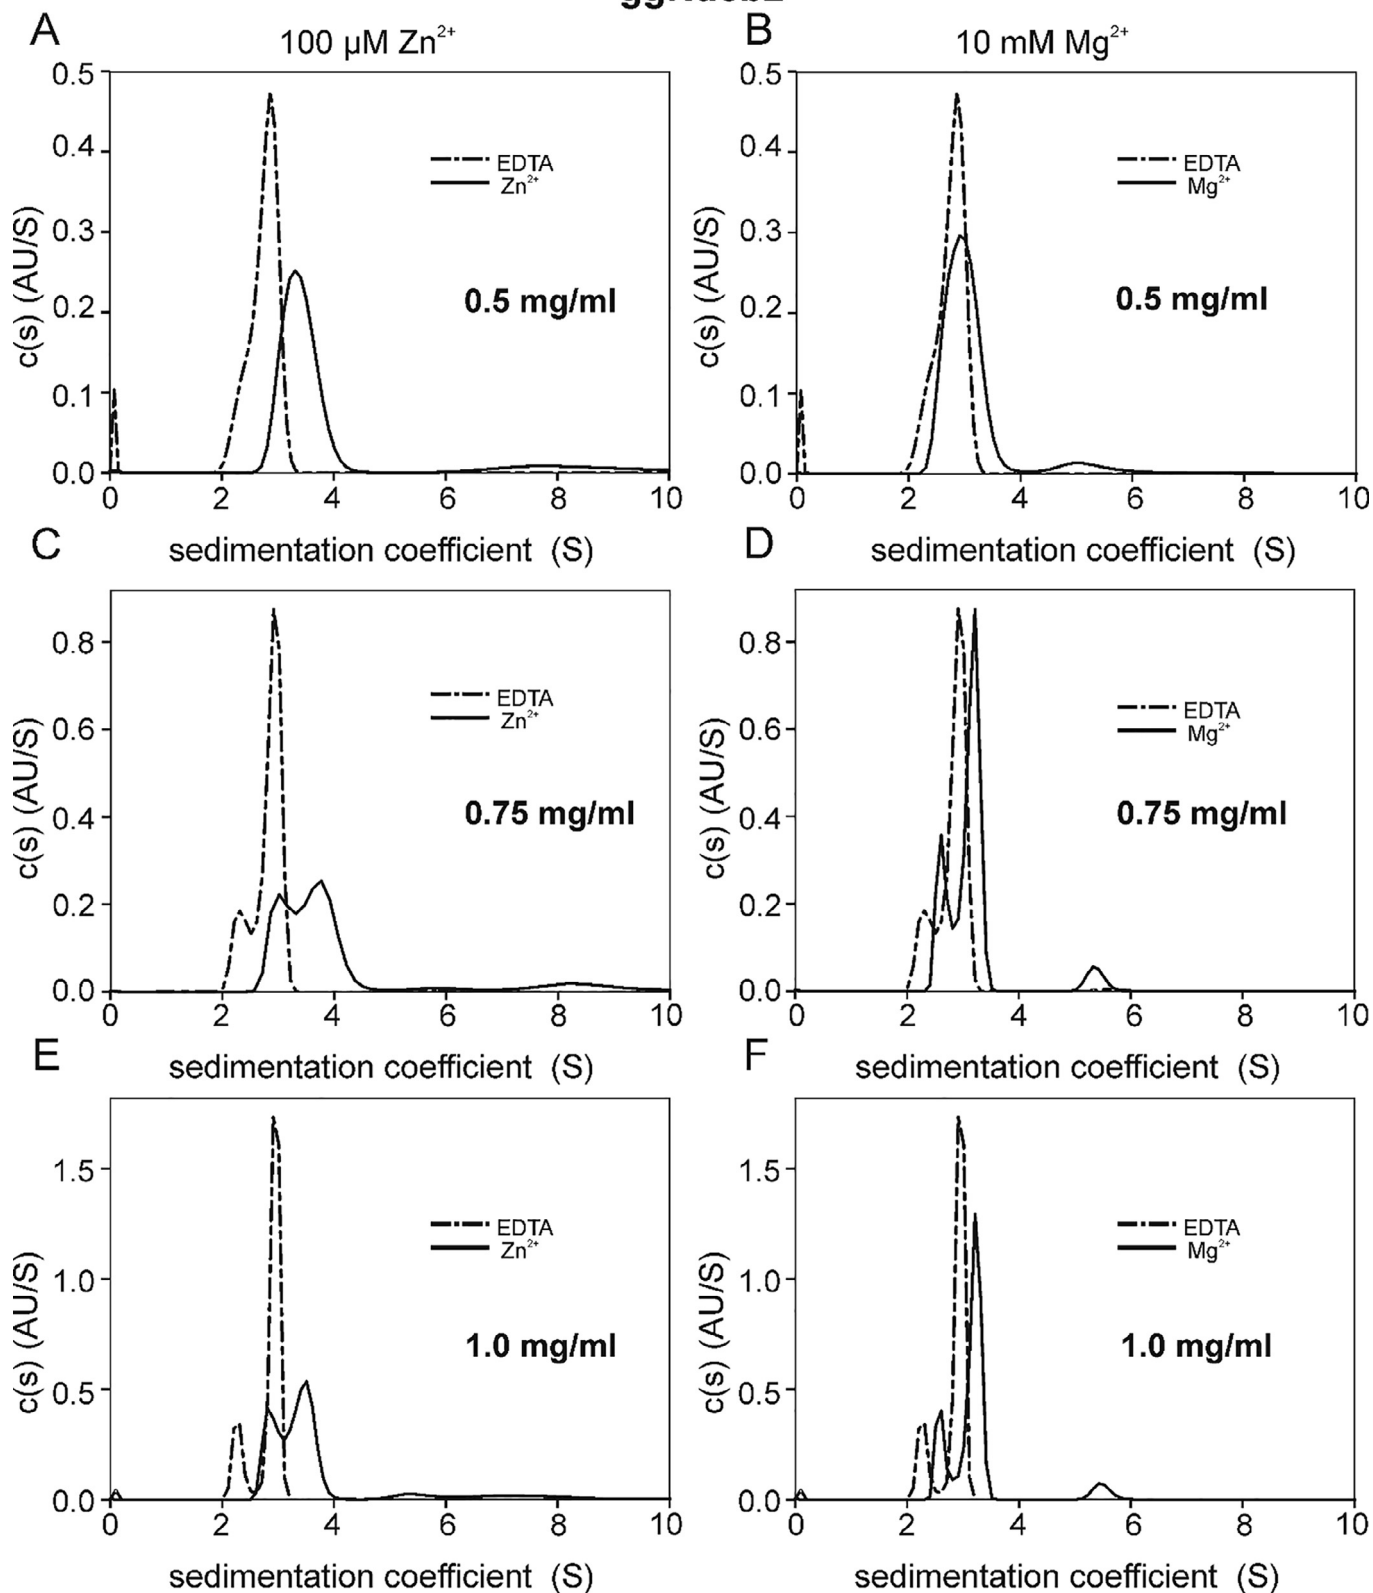 A
100 µM Zn²⁺
0.5
0.4
0.3
0.2
0.1
0.0
c(s) (AU/S)
EDTA
Zn²⁺
0.5 mg/ml
0 2 4 6 8 10
sedimentation coefficient (S)
B
10 mM Mg²⁺
0.5
0.4
0.3
0.2
0.1
0.0
c(s) (AU/S)
EDTA
Mg²⁺
0.5 mg/ml
0 2 4 6 8 10
sedimentation coefficient (S)
C
0.8
0.6
0.4
0.2
0.0
c(s) (AU/S)
EDTA
Zn²⁺
0.75 mg/ml
0 2 4 6 8 10
sedimentation coefficient (S)
D
0.8
0.6
0.4
0.2
0.0
c(s) (AU/S)
EDTA
Mg²⁺
0.75 mg/ml
0 2 4 6 8 10
sedimentation coefficient (S)
E
1.5
1.0
0.5
0.0
c(s) (AU/S)
EDTA
Zn²⁺
1.0 mg/ml
0 2 4 6 8 10
sedimentation coefficient (S)
F
1.5
1.0
0.5
0.0
c(s) (AU/S)
EDTA
Mg²⁺
1.0 mg/ml
0 2 4 6 8 10
sedimentation coefficient (S)